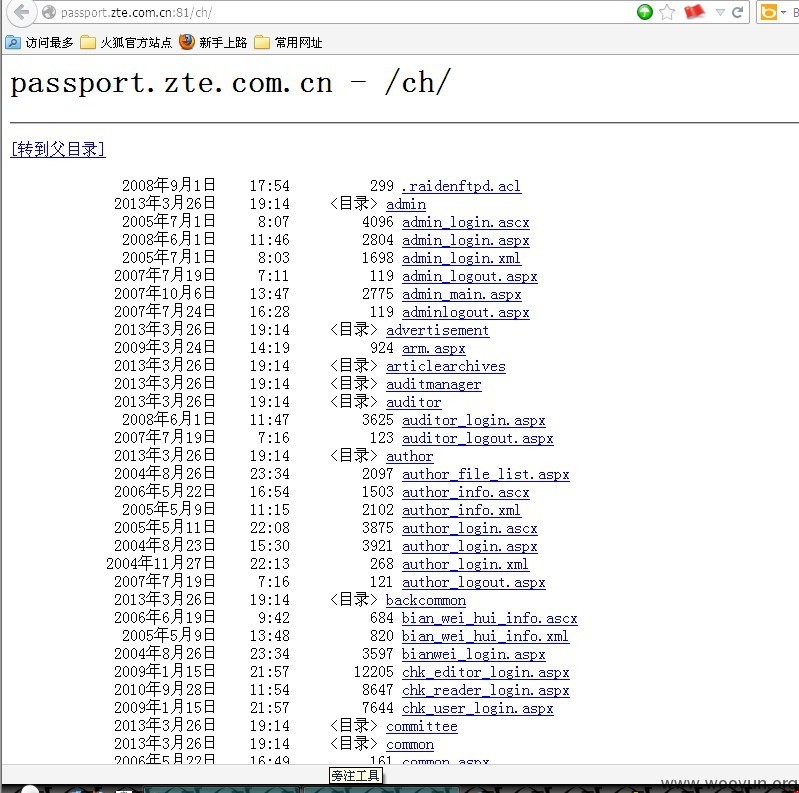 passport.zte.com.cn:81/ch/
访问最多 火狐官方站点 新手上路 常用网址
passport.zte.com.cn - /ch/
[转到父目录]
2008年9月1日 17:54 299 .raidenftpd.acl
2013年3月26日 19:14 <目录> admin
2005年7月1日 8:07 4096 admin_login.ascx
2008年6月1日 11:46 2804 admin_login.aspx
2005年7月1日 8:03 1698 admin_login.xml
2007年7月19日 7:11 119 admin_logout.aspx
2007年10月6日 13:47 2775 admin_main.aspx
2007年7月24日 16:28 119 adminlogout.aspx
2013年3月26日 19:14 <目录> advertisement
2009年3月24日 14:19 924 arm.aspx
2013年3月26日 19:14 <目录> articlearchives
2013年3月26日 19:14 <目录> auditmanager
2013年3月26日 19:14 <目录> auditor
2008年6月1日 11:47 3625 auditor_login.aspx
2007年7月19日 7:16 123 auditor_logout.aspx
2013年3月26日 19:14 <目录> author
2004年8月26日 23:34 2097 author_file_list.aspx
2006年5月22日 16:54 1503 author_info.ascx
2005年5月9日 11:15 2102 author_info.xml
2005年5月11日 22:08 3875 author_login.ascx
2004年8月23日 15:30 3921 author_login.aspx
2004年11月27日 22:13 268 author_login.xml
2007年7月19日 7:16 121 author_logout.aspx
2013年3月26日 19:14 <目录> backcommon
2006年6月19日 9:42 684 bian_wei_hui_info.ascx
2005年5月9日 13:48 820 bian_wei_hui_info.xml
2004年8月26日 23:34 3597 bianwei_login.aspx
2009年1月15日 21:57 12205 chk_editor_login.aspx
2010年9月28日 11:54 8647 chk_reader_login.aspx
2009年1月15日 21:57 7644 chk_user_login.aspx
2013年3月26日 19:14 <目录> committee
2013年3月26日 19:14 <目录> common
2006年5月22日 16:49 161 common.aspx
旁注工具
www.wooyun.org